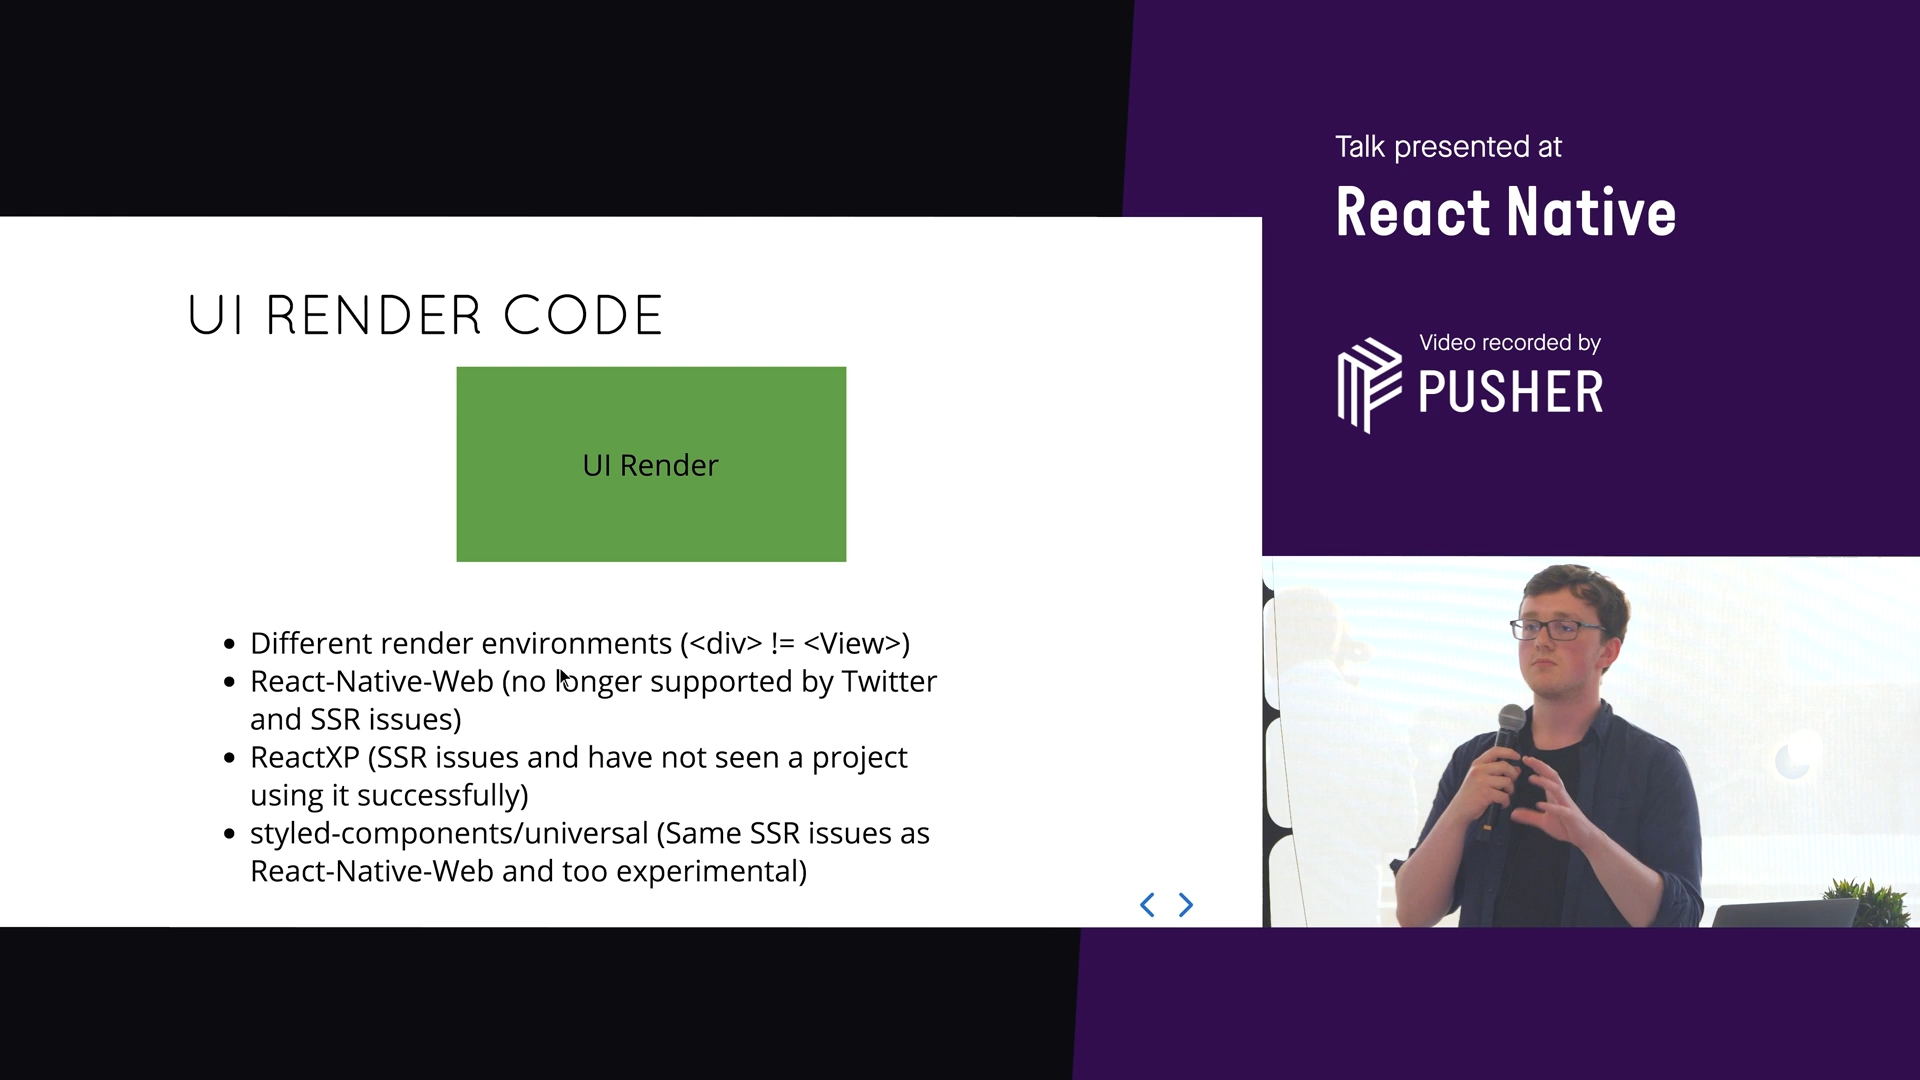 Talk presented at
React Native
Video recorded by
PUSHER
UI RENDER CODE
UI Render
Different render environments (<div> != <View>)
React-Native-Web (no longer supported by Twitter
and SSR issues)
ReactXP (SSR issues and have not seen a project
using it successfully)
styled-components/universal (Same SSR issues as
React-Native-Web and too experimental)